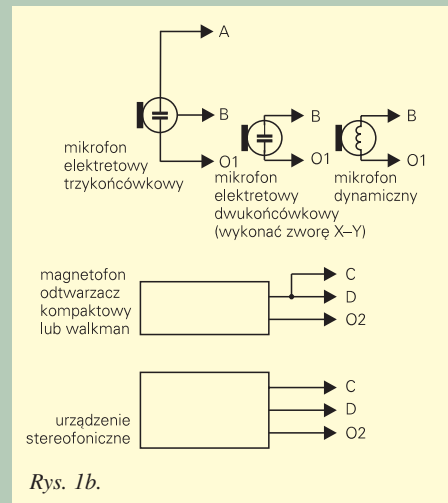 A
B
O1
mikrofon
elektretowy
trzykońcówkowy
B
O1
mikrofon
elektretowy
dwukońcówkowy
(wykonać zworę X–Y)
B
O1
mikrofon
dynamiczny
magnetofon
odtwarzacz
kompaktowy
lub walkman
C
D
O2
urządzenie
stereofoniczne
C
D
O2
Rys. 1b.